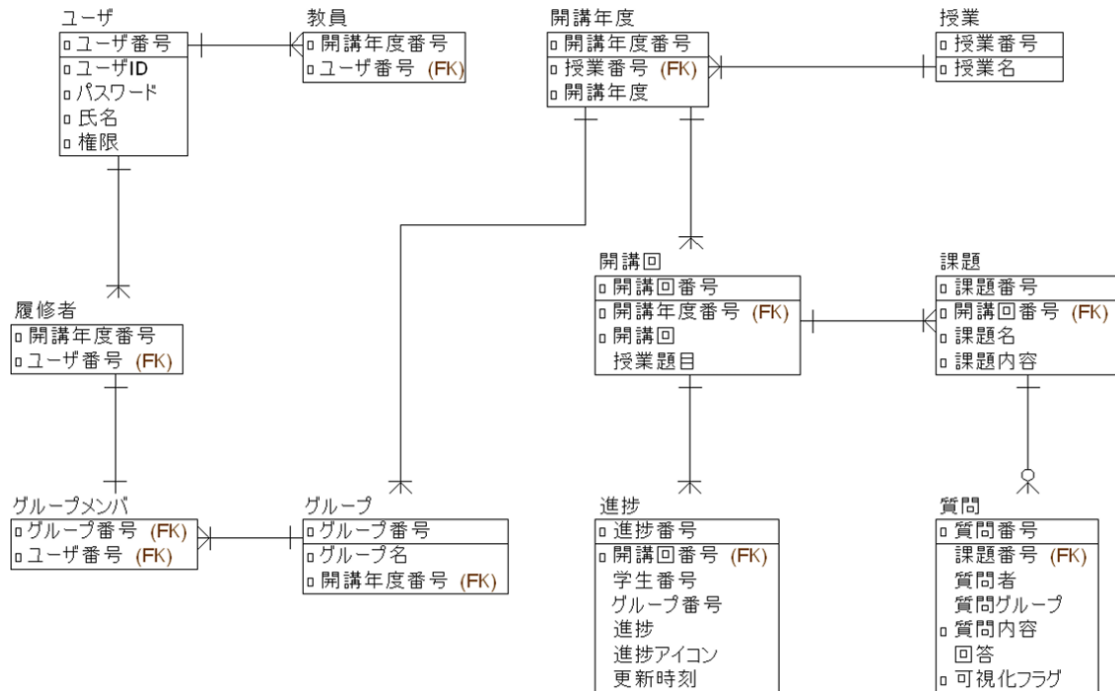 ユーザ
ユーザ番号
ユーザID
パスワード
氏名
権限
教員
開講年度番号
ユーザ番号 (FK)
開講年度
開講年度番号
授業番号 (FK)
開講年度
授業
授業番号
授業名
履修者
開講年度番号
ユーザ番号 (FK)
開講回
開講回番号
開講年度番号 (FK)
開講回
授業題目
課題
課題番号
開講回番号 (FK)
課題名
課題内容
グループメンバ
グループ番号 (FK)
ユーザ番号 (FK)
グループ
グループ番号
グループ名
開講年度番号 (FK)
進捗
進捗番号
開講回番号 (FK)
学生番号
グループ番号
進捗
進捗アイコン
更新時刻
質問
質問番号
課題番号 (FK)
質問者
質問グループ
質問内容
回答
可視化フラグ